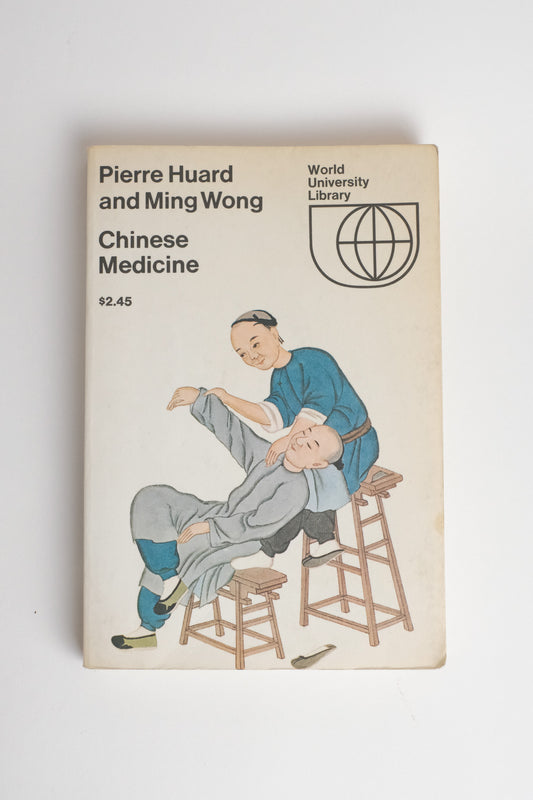 Pierre Huard
and Ming Wong
Chinese
Medicine
$2.45
World
University
Library